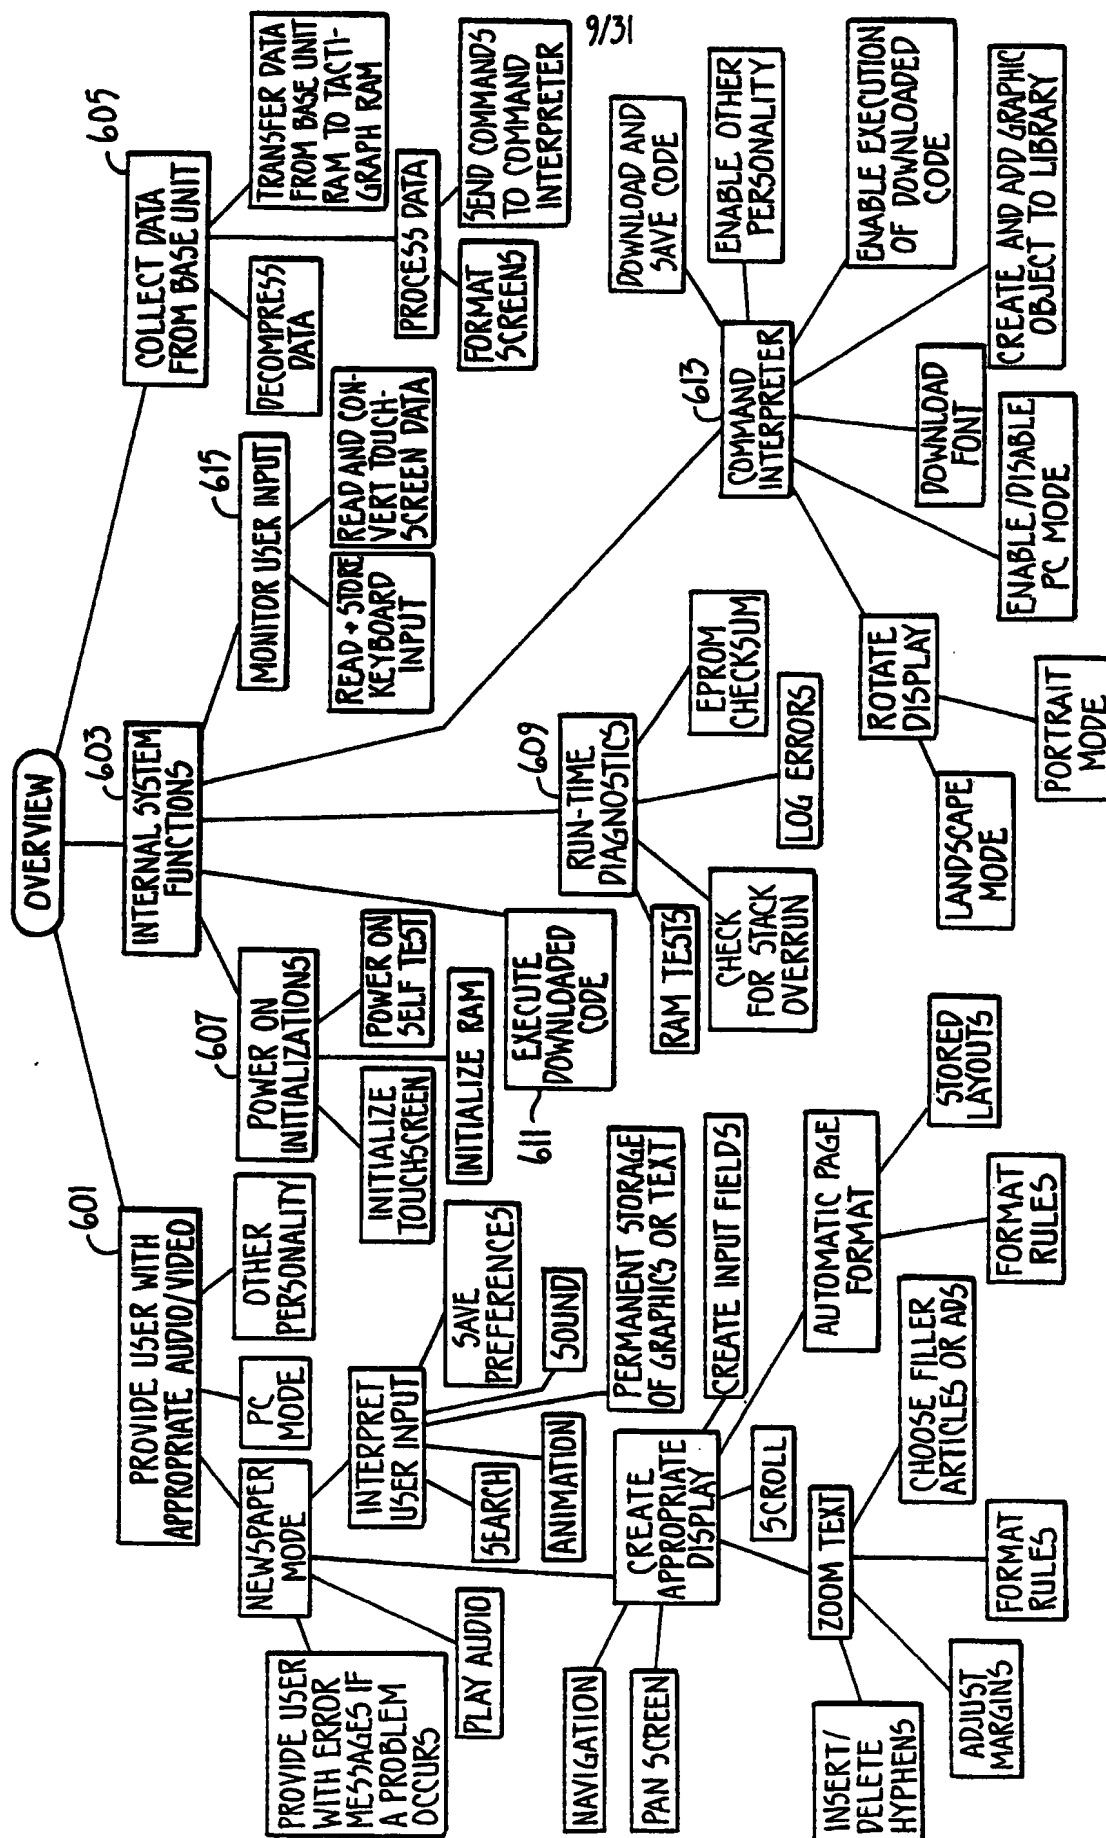 OVERVIEW
601
PROVIDE USER WITH
APPROPRIATE AUDIO/VIDEO
603
INTERNAL SYSTEM
FUNCTIONS
605
COLLECT DATA
FROM BASE UNIT
NEWSPAPER
MODE
PC
MODE
OTHER
PERSONALITY
607
POWER ON
INITIALIZATIONS
615
MONITOR USER INPUT
DECOMPRESS
DATA
TRANSFER DATA
FROM BASE UNIT
RAM TO TACTI-
GRAPH RAM
PROVIDE USER
WITH ERROR
MESSAGES IF
A PROBLEM
OCCURS
PLAY AUDIO
INTERPRET
USER INPUT
SAVE
PREFERENCES
INITIALIZE
TOUCHSCREEN
POWER ON
SELF TEST
INITIALIZE RAM
READ + STORE
KEYBOARD
INPUT
READ AND CON-
VERT TOUCH-
SCREEN DATA
PROCESS DATA
FORMAT
SCREENS
SEND COMMANDS
TO COMMAND
INTERPRETER
SEARCH
ANIMATION
SOUND
PERMANENT STORAGE
OF GRAPHICS OR TEXT
611
EXECUTE
DOWNLOADED
CODE
609
RUN-TIME
DIAGNOSTICS
9/31
NAVIGATION
PAN SCREEN
CREATE
APPROPRIATE
DISPLAY
CREATE INPUT FIELDS
SCROLL
RAM TESTS
CHECK
FOR STACK
OVERRUN
LOG ERRORS
EPROM
CHECKSUM
613
COMMAND
INTERPRETER
DOWNLOAD AND
SAVE CODE
ENABLE OTHER
PERSONALITY
ZOOM TEXT
AUTOMATIC PAGE
FORMAT
INSERT/
DELETE
HYPHENS
ADJUST
MARGINS
FORMAT
RULES
CHOOSE FILLER
ARTICLES OR ADS
FORMAT
RULES
STORED
LAYOUTS
ROTATE
DISPLAY
LANDSCAPE
MODE
PORTRAIT
MODE
ENABLE/DISABLE
PC MODE
DOWNLOAD
FONT
CREATE AND ADD GRAPHIC
OBJECT TO LIBRARY
ENABLE EXECUTION
OF DOWNLOADED
CODE